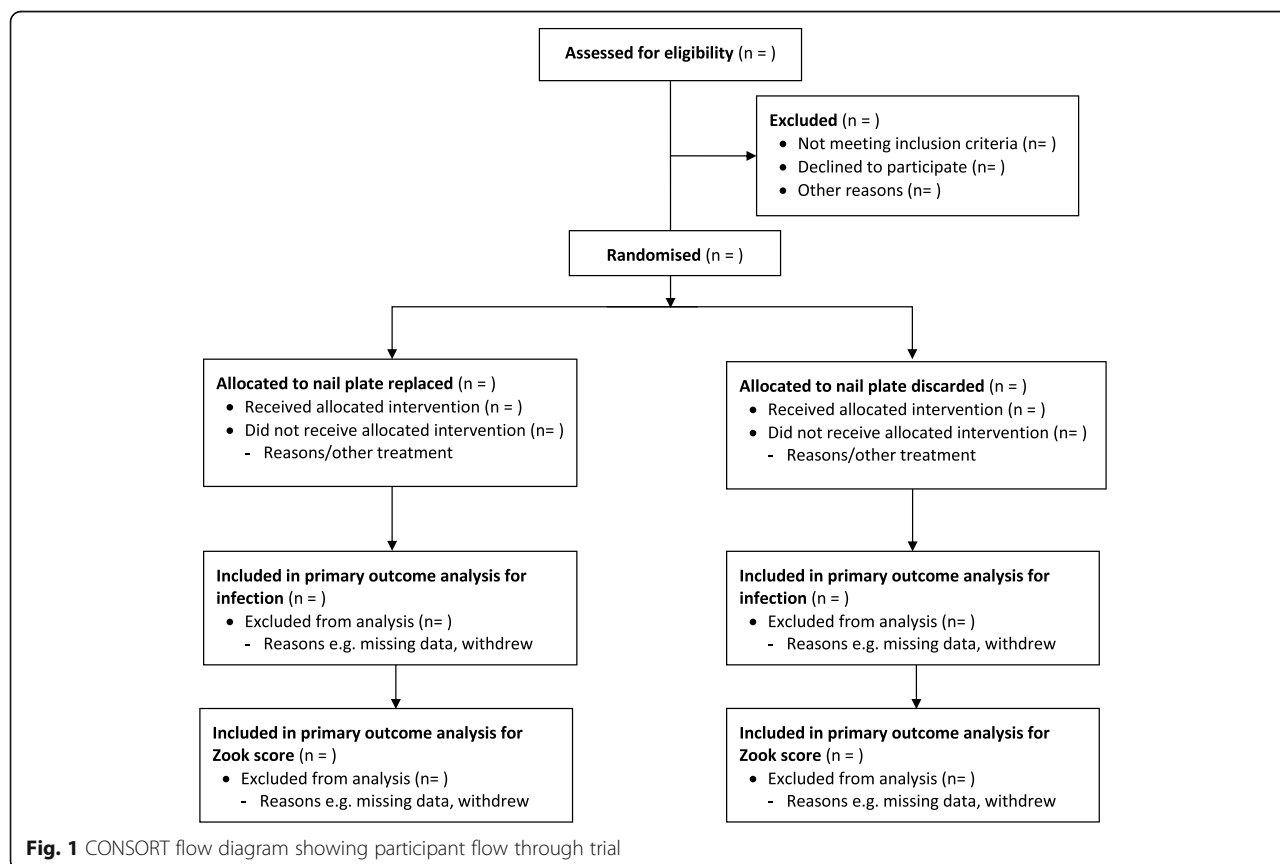 Assessed for eligibility (n = )
Excluded (n = )
• Not meeting inclusion criteria (n= )
• Declined to participate (n= )
• Other reasons (n= )
Randomised (n = )
Allocated to nail plate replaced (n = )
• Received allocated intervention (n = )
• Did not receive allocated intervention (n= )
- Reasons/other treatment
Allocated to nail plate discarded (n = )
• Received allocated intervention (n = )
• Did not receive allocated intervention (n= )
- Reasons/other treatment
Included in primary outcome analysis for
infection (n = )
• Excluded from analysis (n= )
- Reasons e.g. missing data, withdrew
Included in primary outcome analysis for
infection (n = )
• Excluded from analysis (n= )
- Reasons e.g. missing data, withdrew
Included in primary outcome analysis for
Zook score (n = )
• Excluded from analysis (n= )
- Reasons e.g. missing data, withdrew
Included in primary outcome analysis for
Zook score (n = )
• Excluded from analysis (n= )
- Reasons e.g. missing data, withdrew
Fig. 1 CONSORT flow diagram showing participant flow through trial